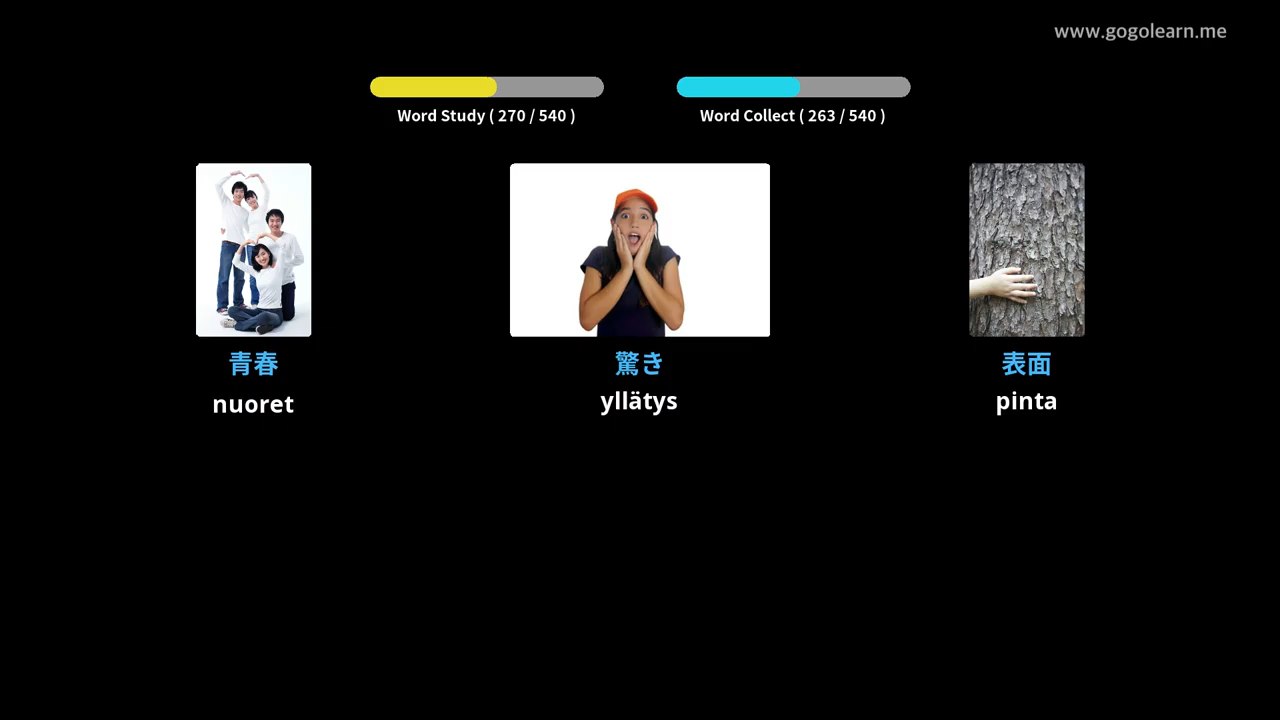 www.gogolearn.me
Word Study ( 270 / 540 )
Word Collect ( 263 / 540 )
青春
nuoret
驚き
yllätys
表面
pinta